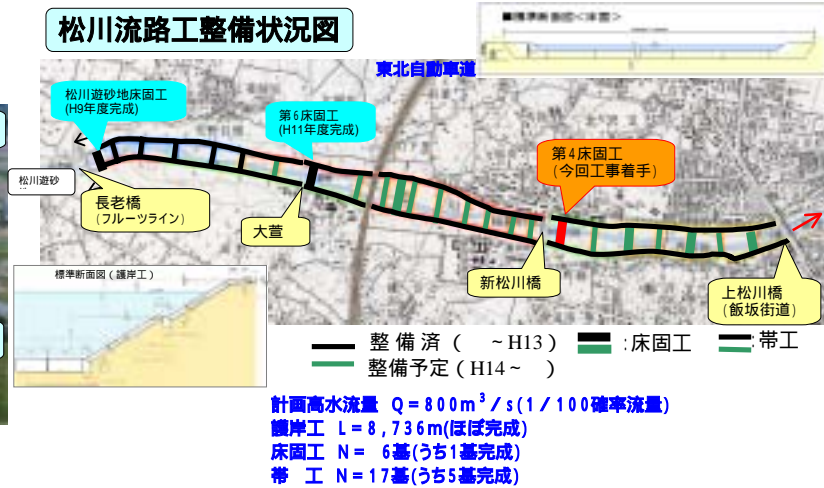 松川流路工整備状況図
■標準断面図<床固>
東北自動車道
松川遊砂地床固工
(H9年度完成)
第6床固工
(H11年度完成)
第4床固工
(今回工事着手)
松川遊砂
長老橋
(フルーツライン)
大萱
新松川橋
上松川橋
(飯坂街道)
標準断面図(護岸工)
整備済( ~H13)
:床固工
:帯工
整備予定(H14~ )
計画高水流量 Q=800m³/s(1/100確率流量)
護岸工 L=8,736m(ほぼ完成)
床固工 N= 6基(うち1基完成)
帯 工 N=17基(うち5基完成)